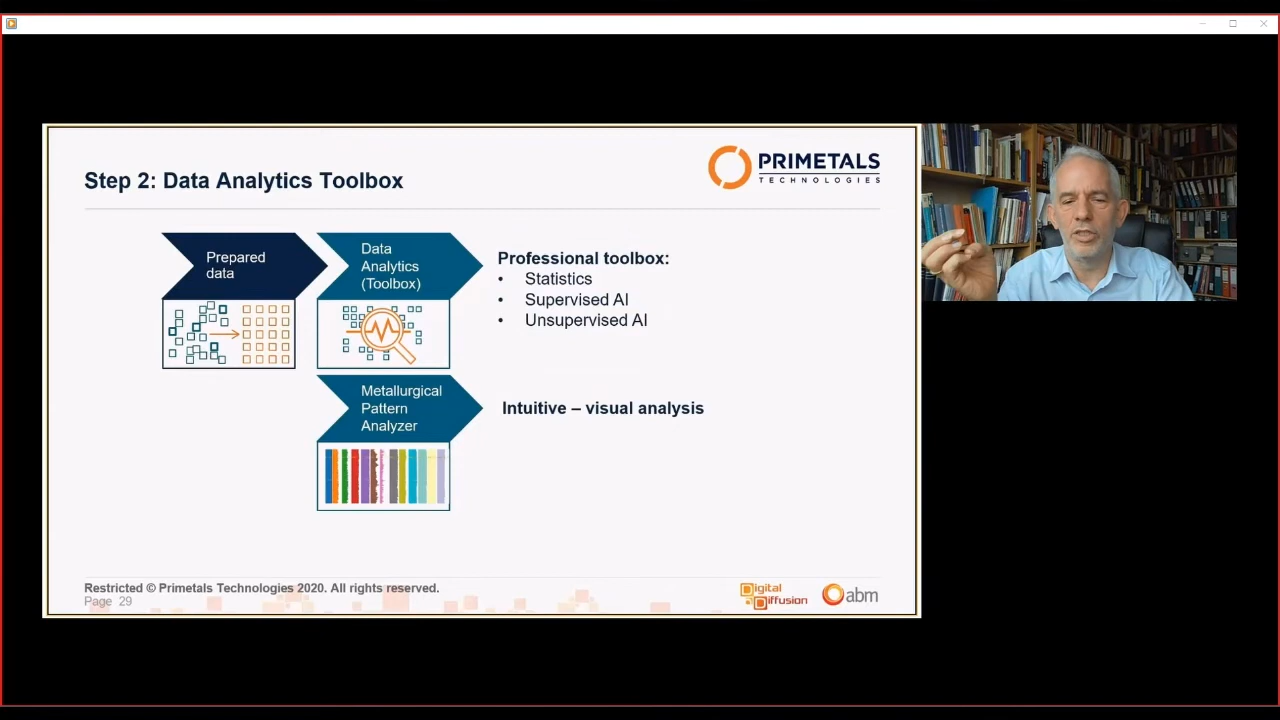 Step 2: Data Analytics Toolbox
PRIMETALS
TECHNOLOGIES
Prepared
data
Data
Analytics
(Toolbox)
Professional toolbox:
• Statistics
• Supervised AI
• Unsupervised AI
Metallurgical
Pattern
Analyzer
Intuitive – visual analysis
Restricted © Primetals Technologies 2020. All rights reserved.
Page 29
Digital
Diffusion
abm